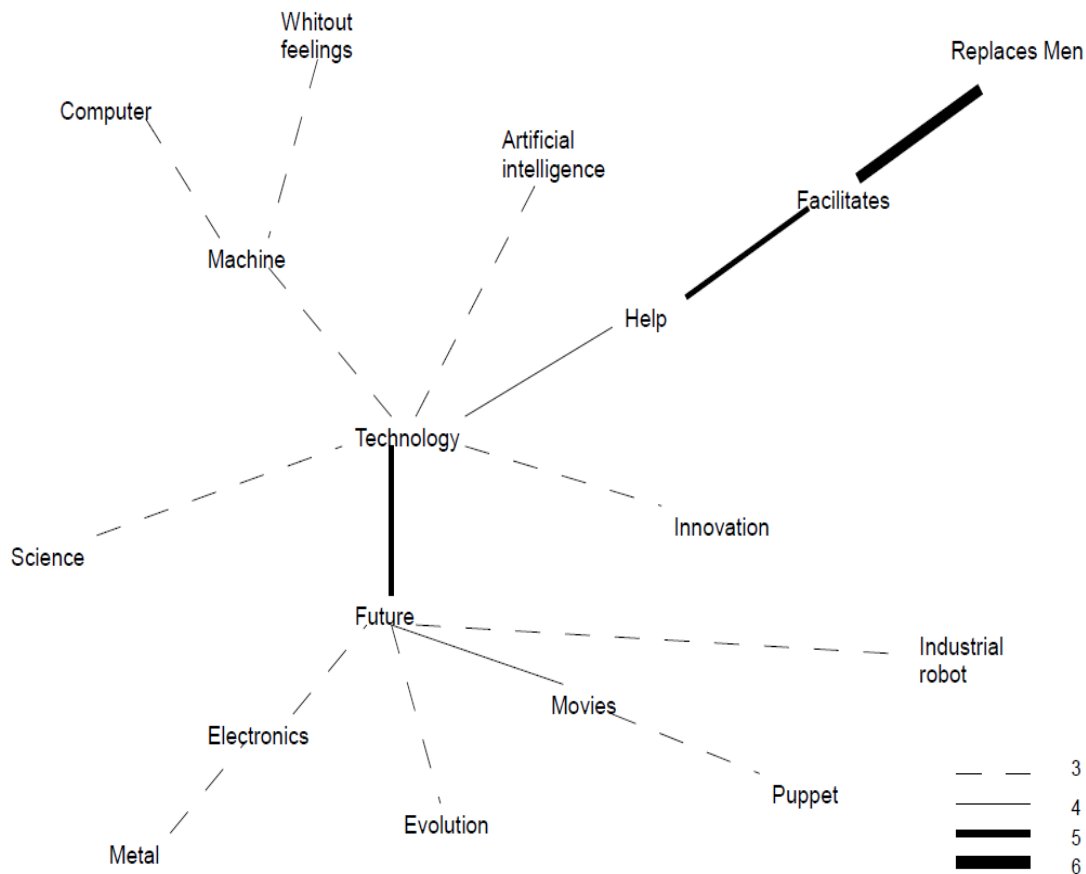 Whitout
feelings
Replaces Men
Computer
Artificial
intelligence
Facilitates
Machine
Help
Technology
Innovation
Science
Future
Industrial
robot
Movies
Electronics
Puppet
Evolution
Metal
3
4
5
6